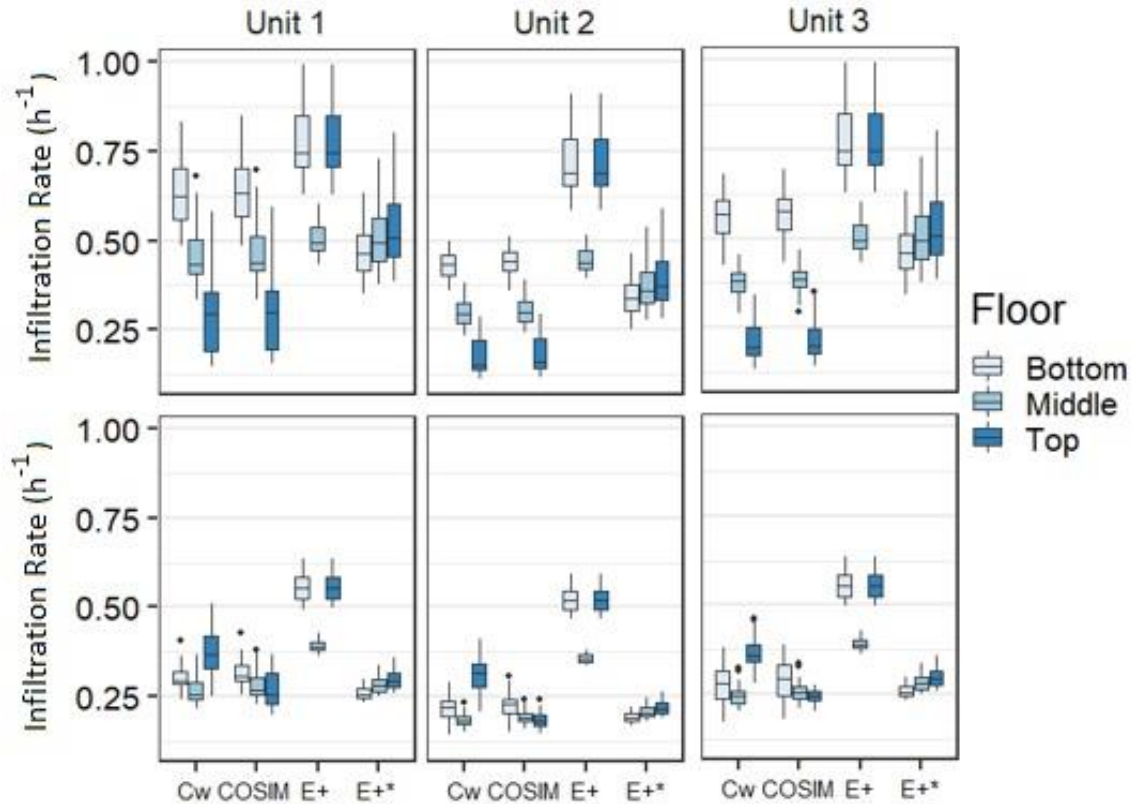 Unit 1 Unit 2 Unit 3
Infiltration Rate (h⁻¹)
1.00
0.75
0.50
0.25
Floor
Bottom
Middle
Top
Infiltration Rate (h⁻¹)
1.00
0.75
0.50
0.25
Cw COSIM E+ E+* Cw COSIM E+ E+* Cw COSIM E+ E+*